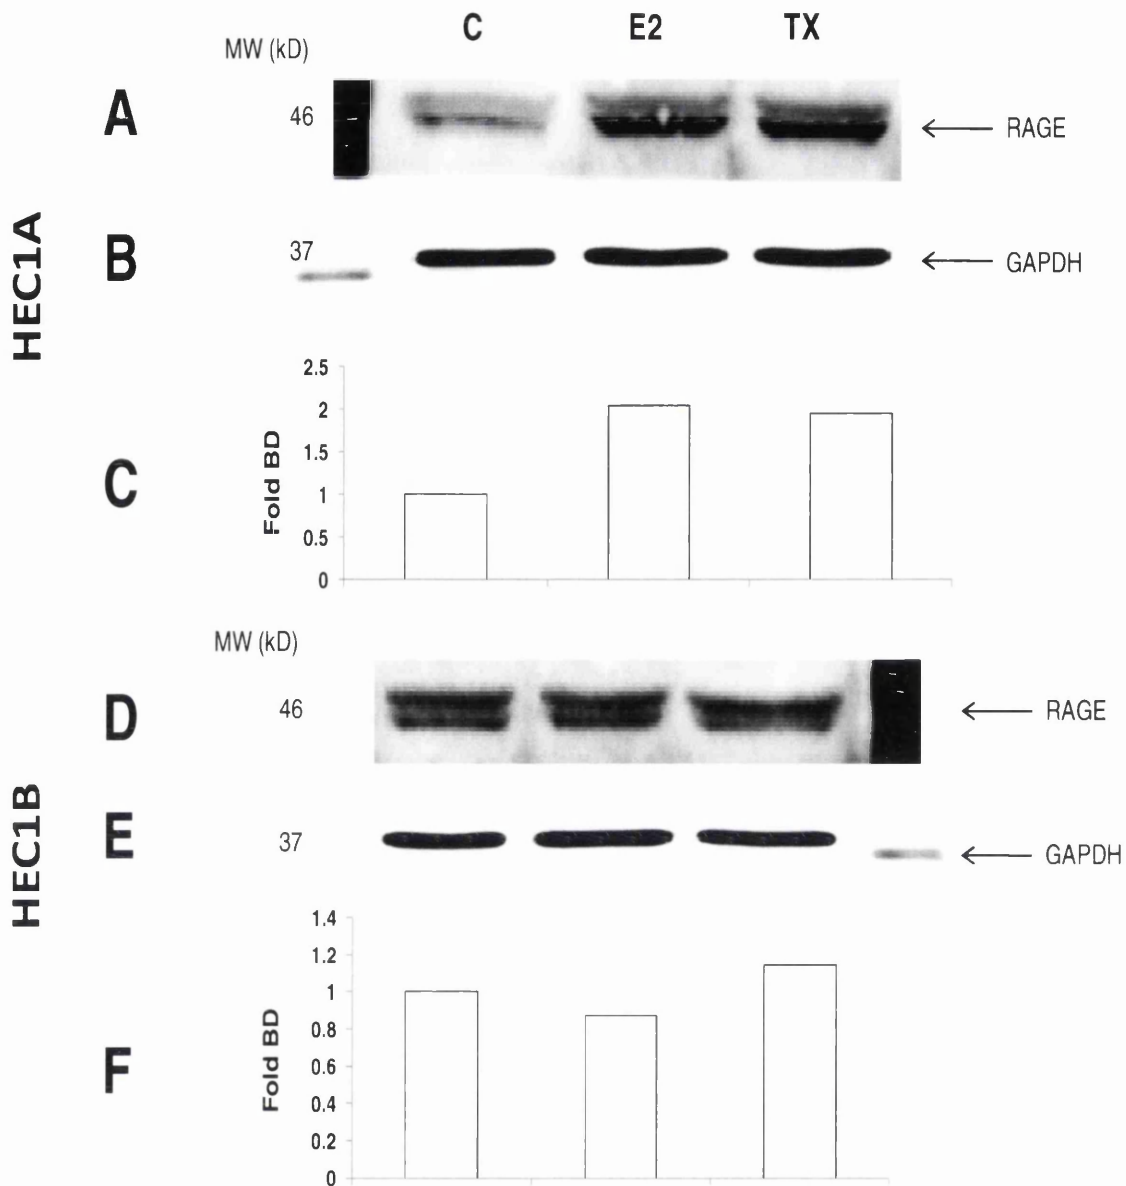 C E2 TX
MW (kD)
A 46 RAGE
HEC1A
B 37 GAPDH
2.5
2
1.5
C Fold BD
1
0.5
0
MW (kD)
D 46 RAGE
HEC1B
E 37 GAPDH
1.4
1.2
1
0.8
F Fold BD
0.6
0.4
0.2
0